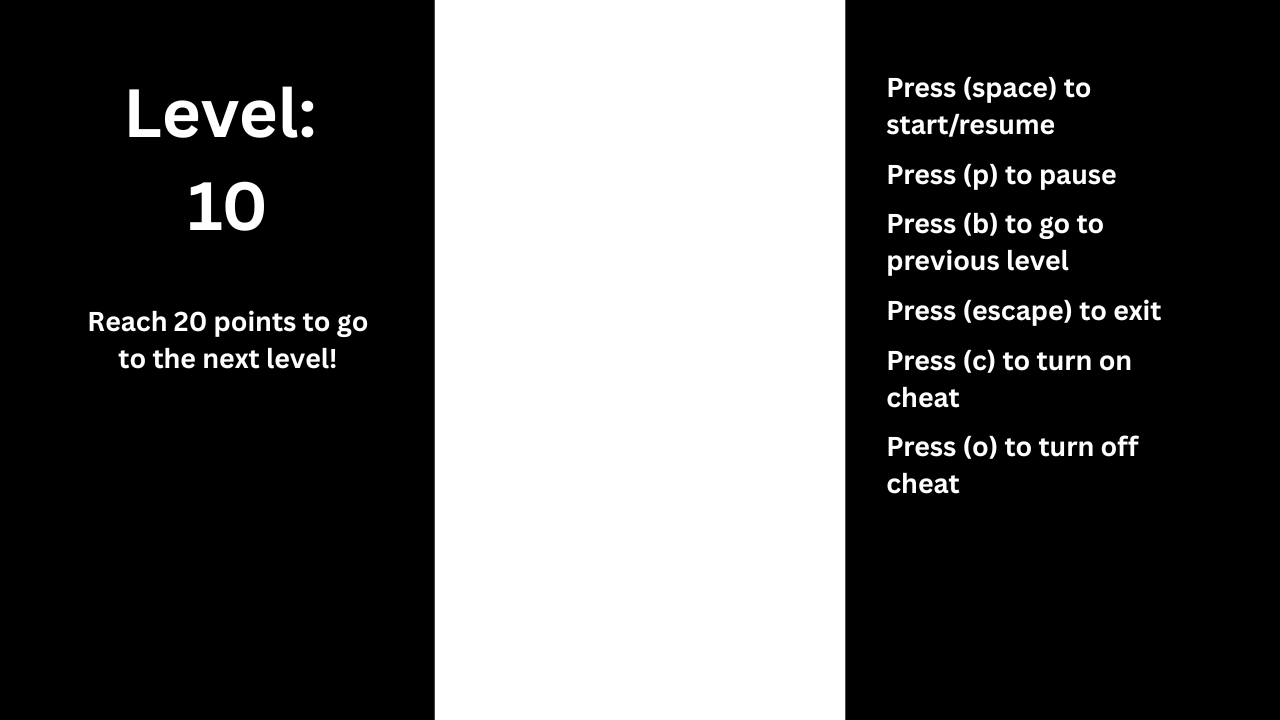 Level:
10
Reach 20 points to go
to the next level!
Press (space) to
start/resume
Press (p) to pause
Press (b) to go to
previous level
Press (escape) to exit
Press (c) to turn on
cheat
Press (o) to turn off
cheat